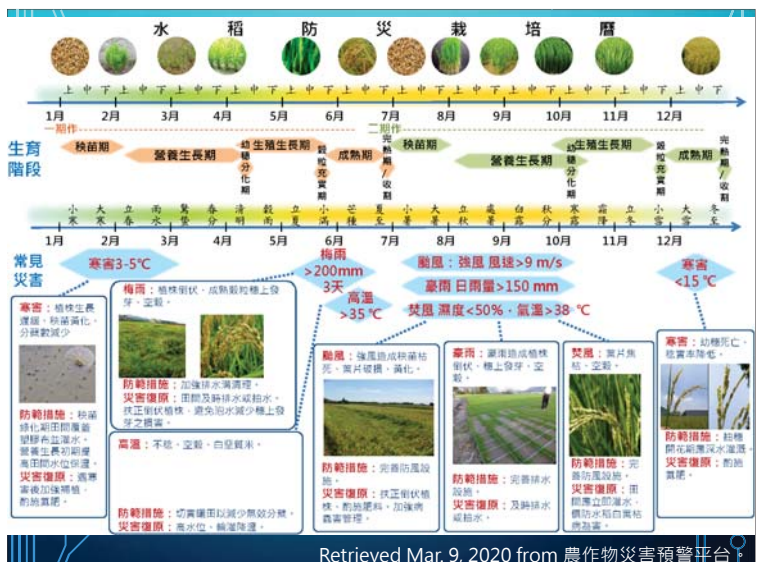 水稻防災栽培曆
上 中 下 上 中 下 上 中 下 上 中 下 上 中 下 上 中 下 上 中 下 上 中 下 上 中 下 上 中 下 上 中 下 上 中 下
1月 2月 3月 4月 5月 6月 7月 8月 9月 10月 11月 12月
一期作
二期作
生育階段
秧苗期
營養生長期
幼穗分化期
生殖生長期
穀粒充實期
成熟期
完熟期/收割
秧苗期
營養生長期
幼穗分化期
生殖生長期
穀粒充實期
成熟期
完熟期/收割
小寒 大寒 立春 雨水 驚蟄 春分 清明 穀雨 立夏 小滿 芒種 夏至 小暑 大暑 立秋 處暑 白露 秋分 寒露 霜降 立冬 小雪 大雪 冬至
1月 2月 3月 4月 5月 6月 7月 8月 9月 10月 11月 12月
常見災害
寒害3-5℃
梅雨
>200mm
3天
高溫
>35℃
颱風：強風 風速>9 m/s
豪雨 日雨量>150 mm
焚風 濕度<50%，氣溫>38 ℃
寒害
<15℃
寒害：植株生長
遲緩、秧苗黃化、
分蘗數減少
防範措施：秧苗
綠化期田間覆蓋
塑膠布並灌水。
營養生長初期提
高田間水位保溫。
災害復原：遇寒
害後加強補植，
酌施氮肥。
梅雨：植株倒伏、成熟穀粒穗上發
芽、空穀。
防範措施：加強排水溝清理。
災害復原：田間及時排水或抽水。
扶正倒伏植株，避免泡水減少穗上發
芽之損害。
高溫：不稔、空穀、白堊質米。
防範措施：切實曬田以減少無效分蘗。
災害復原：高水位、輪灌降溫。
颱風：強風造成秧苗枯
死、葉片破損、黃化。
防範措施：完善防風設
施。
災害復原：扶正倒伏植
株，酌施肥料，加強病
蟲害管理。
豪雨：豪雨造成植株
倒伏、穗上發芽、空
穀。
防範措施：完善排水
設施。
災害復原：及時排水
或抽水。
焚風：葉片焦
枯、空穀。
防範措施：完
善防風設施。
災害復原：田
間應立即灌水，
慎防水稻白葉枯
病為害。
寒害：幼穗死亡、
稔實率降低。
防範措施：抽穗
開花期應深水灌溉。
災害復原：酌施
氮肥。
Retrieved Mar. 9, 2020 from 農作物災害預警平台。